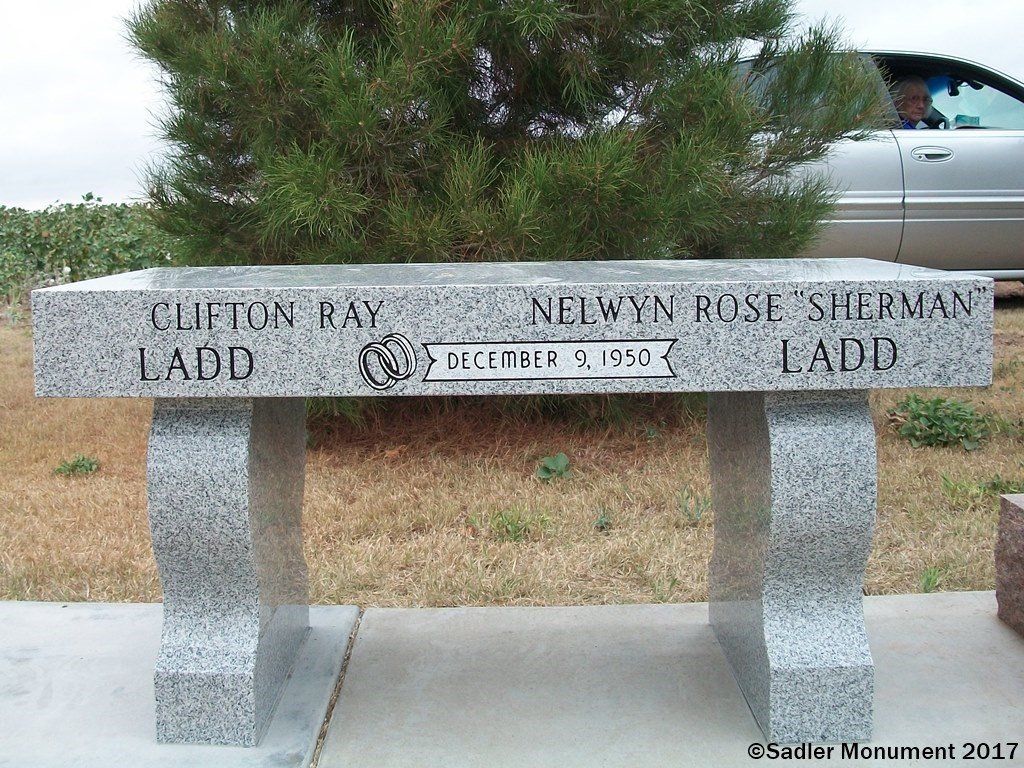 CLIFTON RAY NELWYN ROSE "SHERMAN"
LADD DECEMBER 9, 1950 LADD
©Sadler Monument 2017